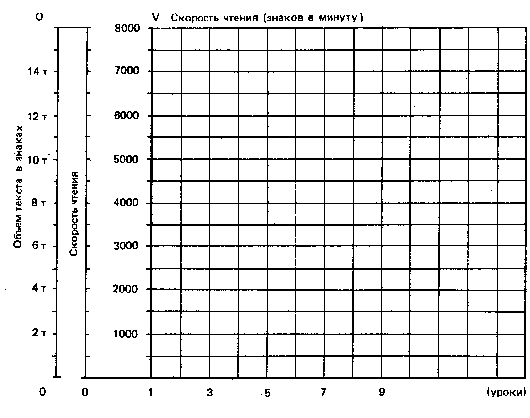 О
V Скорость чтения (знаков в минуту)
8000
14 т
7000
12 т
6000
10 т
5000
8 т
4000
6 т
3000
4 т
2000
2 т
1000
Объем текста в знаках
Скорость чтения
0 0 1 3 5 7 9 (уроки)